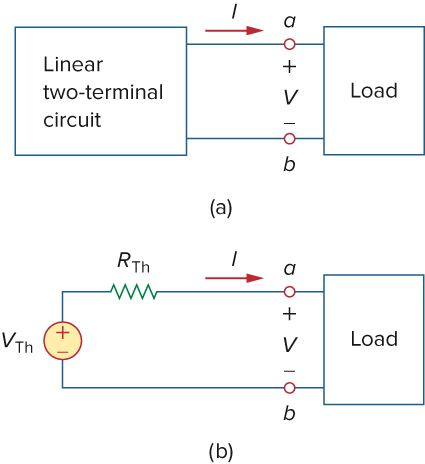 I
a
Linear
two-terminal
circuit
+
V
−
Load
b
(a)
R_Th
I
a
V_Th
+
−
+
V
−
Load
b
(b)